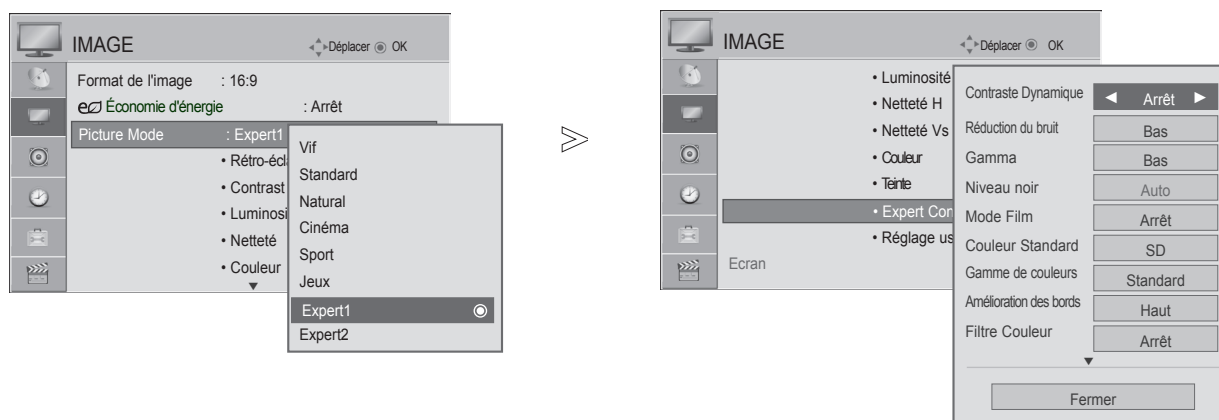 IMAGE
Déplacer OK
Format de l'image : 16:9
Économie d'énergie : Arrêt
Picture Mode : Expert1
• Rétro-écl
• Contrast
• Luminosi
• Netteté
• Couleur
Vif
Standard
Natural
Cinéma
Sport
Jeux
Expert1
Expert2
IMAGE
Déplacer OK
• Luminosité
• Netteté H
• Netteté Vs
• Couleur
• Teinte
• Expert Con
• Réglage us
Ecran
Contraste Dynamique ◄ Arrêt ►
Réduction du bruit Bas
Gamma Bas
Niveau noir Auto
Mode Film Arrêt
Couleur Standard SD
Gamme de couleurs Standard
Amélioration des bords Haut
Filtre Couleur Arrêt
Fermer